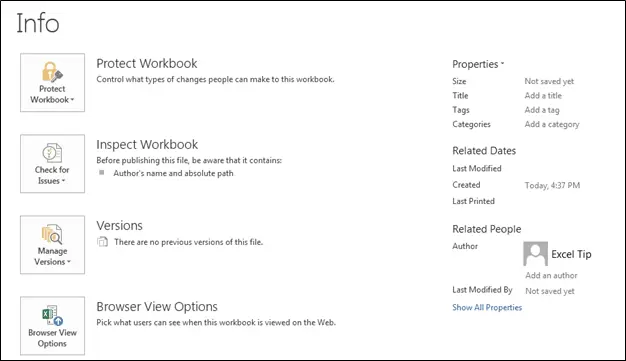 Info
Protect Workbook
Control what types of changes people can make to this workbook.
Protect
Workbook
Inspect Workbook
Before publishing this file, be aware that it contains:
Author's name and absolute path
Check for
Issues
Versions
There are no previous versions of this file.
Manage
Versions
Browser View Options
Pick what users can see when this workbook is viewed on the Web.
Browser View
Options
Properties
Size Not saved yet
Title Add a title
Tags Add a tag
Categories Add a category
Related Dates
Last Modified
Created Today, 4:37 PM
Last Printed
Related People
Author Excel Tip
Add an author
Last Modified By Not saved yet
Show All Properties